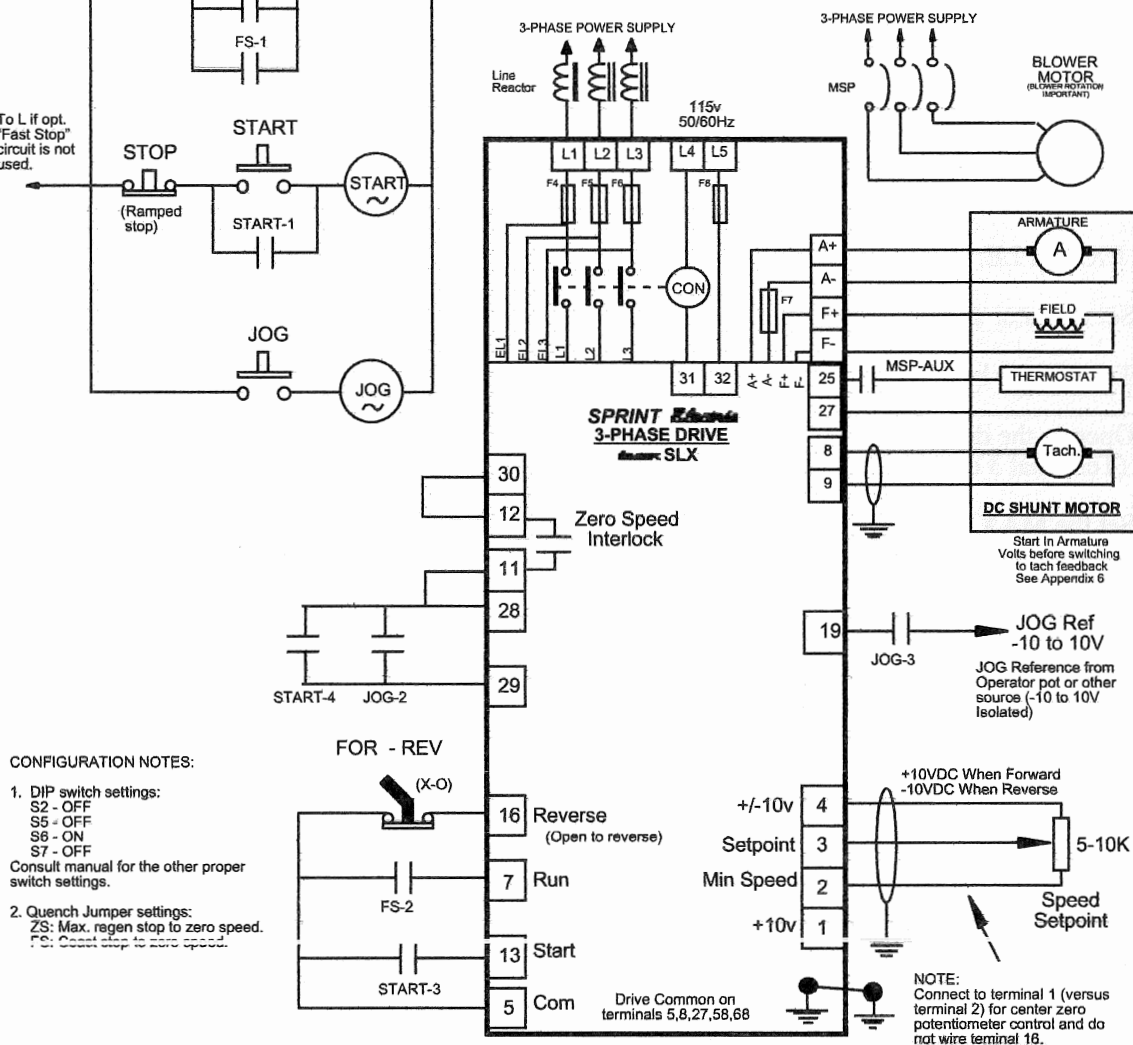 3-PHASE POWER SUPPLY
3-PHASE POWER SUPPLY
FS-1
Line
Reactor
MSP
BLOWER
MOTOR
(BLOWER ROTATION
IMPORTANT)
115v
50/60Hz
To L if opt.
"Fast Stop"
circuit is not
used.
STOP
START
START
(Ramped
stop)
START-1
L1 L2 L3 L4 L5
F4 F5 F6 F8
ARMATURE
A+
A
A-
CON
F7
F+
FIELD
F-
JOG
JOG
EL1 EL2 EL3 L1 L2 L3
31 32
A+ A- F+ F-
25
MSP-AUX
THERMOSTAT
27
SPRINT
3-PHASE DRIVE
SLX
8
Tach.
9
DC SHUNT MOTOR
Start In Armature
Volts before switching
to tach feedback
See Appendix 6
30
12
Zero Speed
Interlock
11
28
START-4 JOG-2
29
19
JOG-3
JOG Ref
-10 to 10V
JOG Reference from
Operator pot or other
source (-10 to 10V
Isolated)
CONFIGURATION NOTES:
1. DIP switch settings:
S2 - OFF
S5 - OFF
S6 - ON
S7 - OFF
Consult manual for the other proper
switch settings.
2. Quench Jumper settings:
ZS: Max. regen stop to zero speed.
FOR - REV
(X-O)
16 Reverse
(Open to reverse)
7 Run
FS-2
13 Start
START-3
5 Com
Drive Common on
terminals 5,8,27,58,68
+10VDC When Forward
-10VDC When Reverse
+/-10v 4
Setpoint 3
5-10K
Min Speed 2
Speed
Setpoint
+10v 1
NOTE:
Connect to terminal 1 (versus
terminal 2) for center zero
potentiometer control and do
not wire teminal 16.